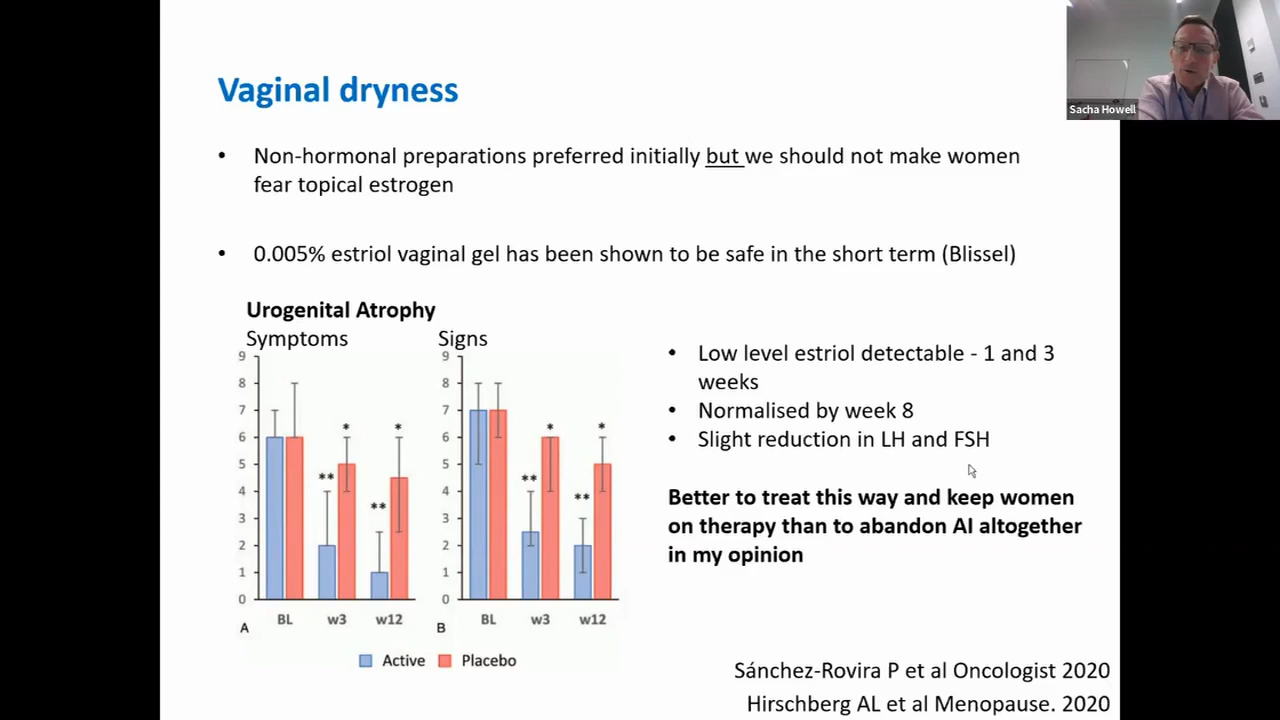 Vaginal dryness
Sacha Howell
• Non-hormonal preparations preferred initially but we should not make women
fear topical estrogen
• 0.005% estriol vaginal gel has been shown to be safe in the short term (Blissel)
Urogenital Atrophy
Symptoms
Signs
9
8
7
6
5
4
3
2
1
0
** * ** *
BL w3 w12
A
9
8
7
6
5
4
3
2
1
0
** * ** *
BL w3 w12
B
Active Placebo
• Low level estriol detectable - 1 and 3
weeks
• Normalised by week 8
• Slight reduction in LH and FSH
Better to treat this way and keep women
on therapy than to abandon AI altogether
in my opinion
Sánchez-Rovira P et al Oncologist 2020
Hirschberg AL et al Menopause. 2020